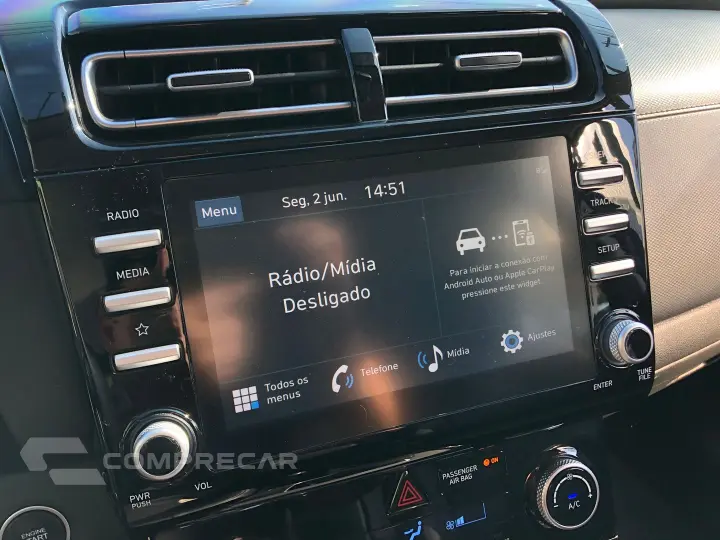 RADIO
MEDIA
Menu
Seg, 2 jun. 14:51
Rádio/Mídia
Desligado
Para iniciar a conexão com
Android Auto ou Apple CarPlay,
pressione este widget.
Todos os
menus
Telefone
Mídia
Ajustes
TRACK
SETUP
PWR
PUSH
VOL
ENTER
TUNE
FILE
COMPRECAR
PASSENGER
AIR BAG
ON
A/C
ENGINE
START